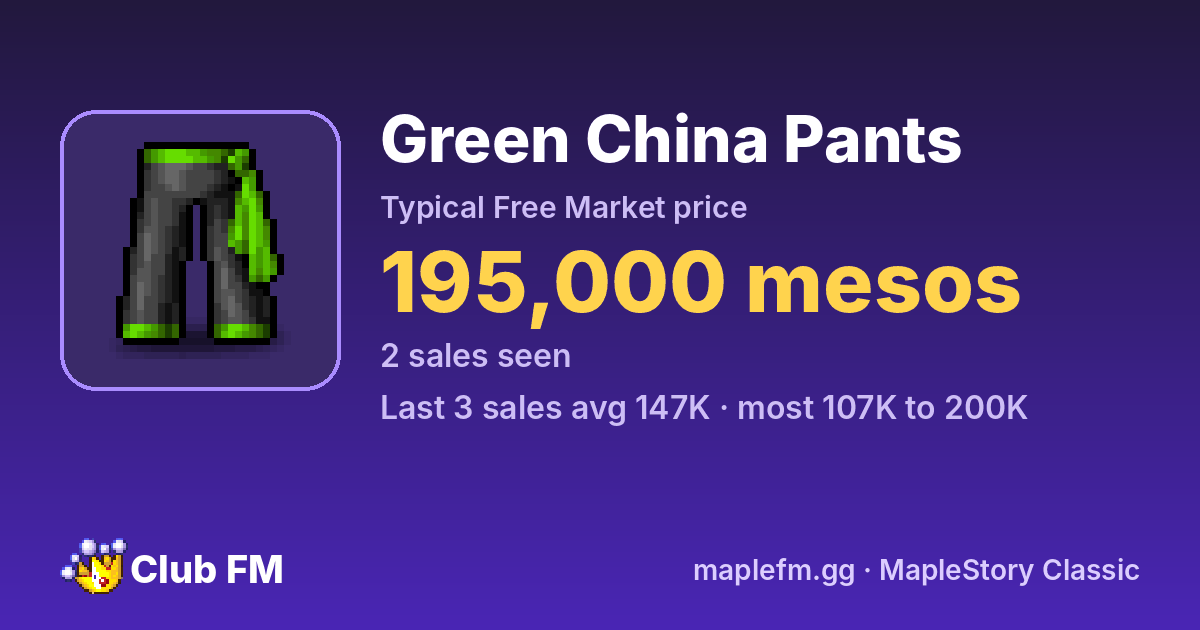 Green China Pants
Typical Free Market price
195,000 mesos
2 sales seen
Last 3 sales avg 147K · most 107K to 200K
Club FM
maplefm.gg · MapleStory Classic